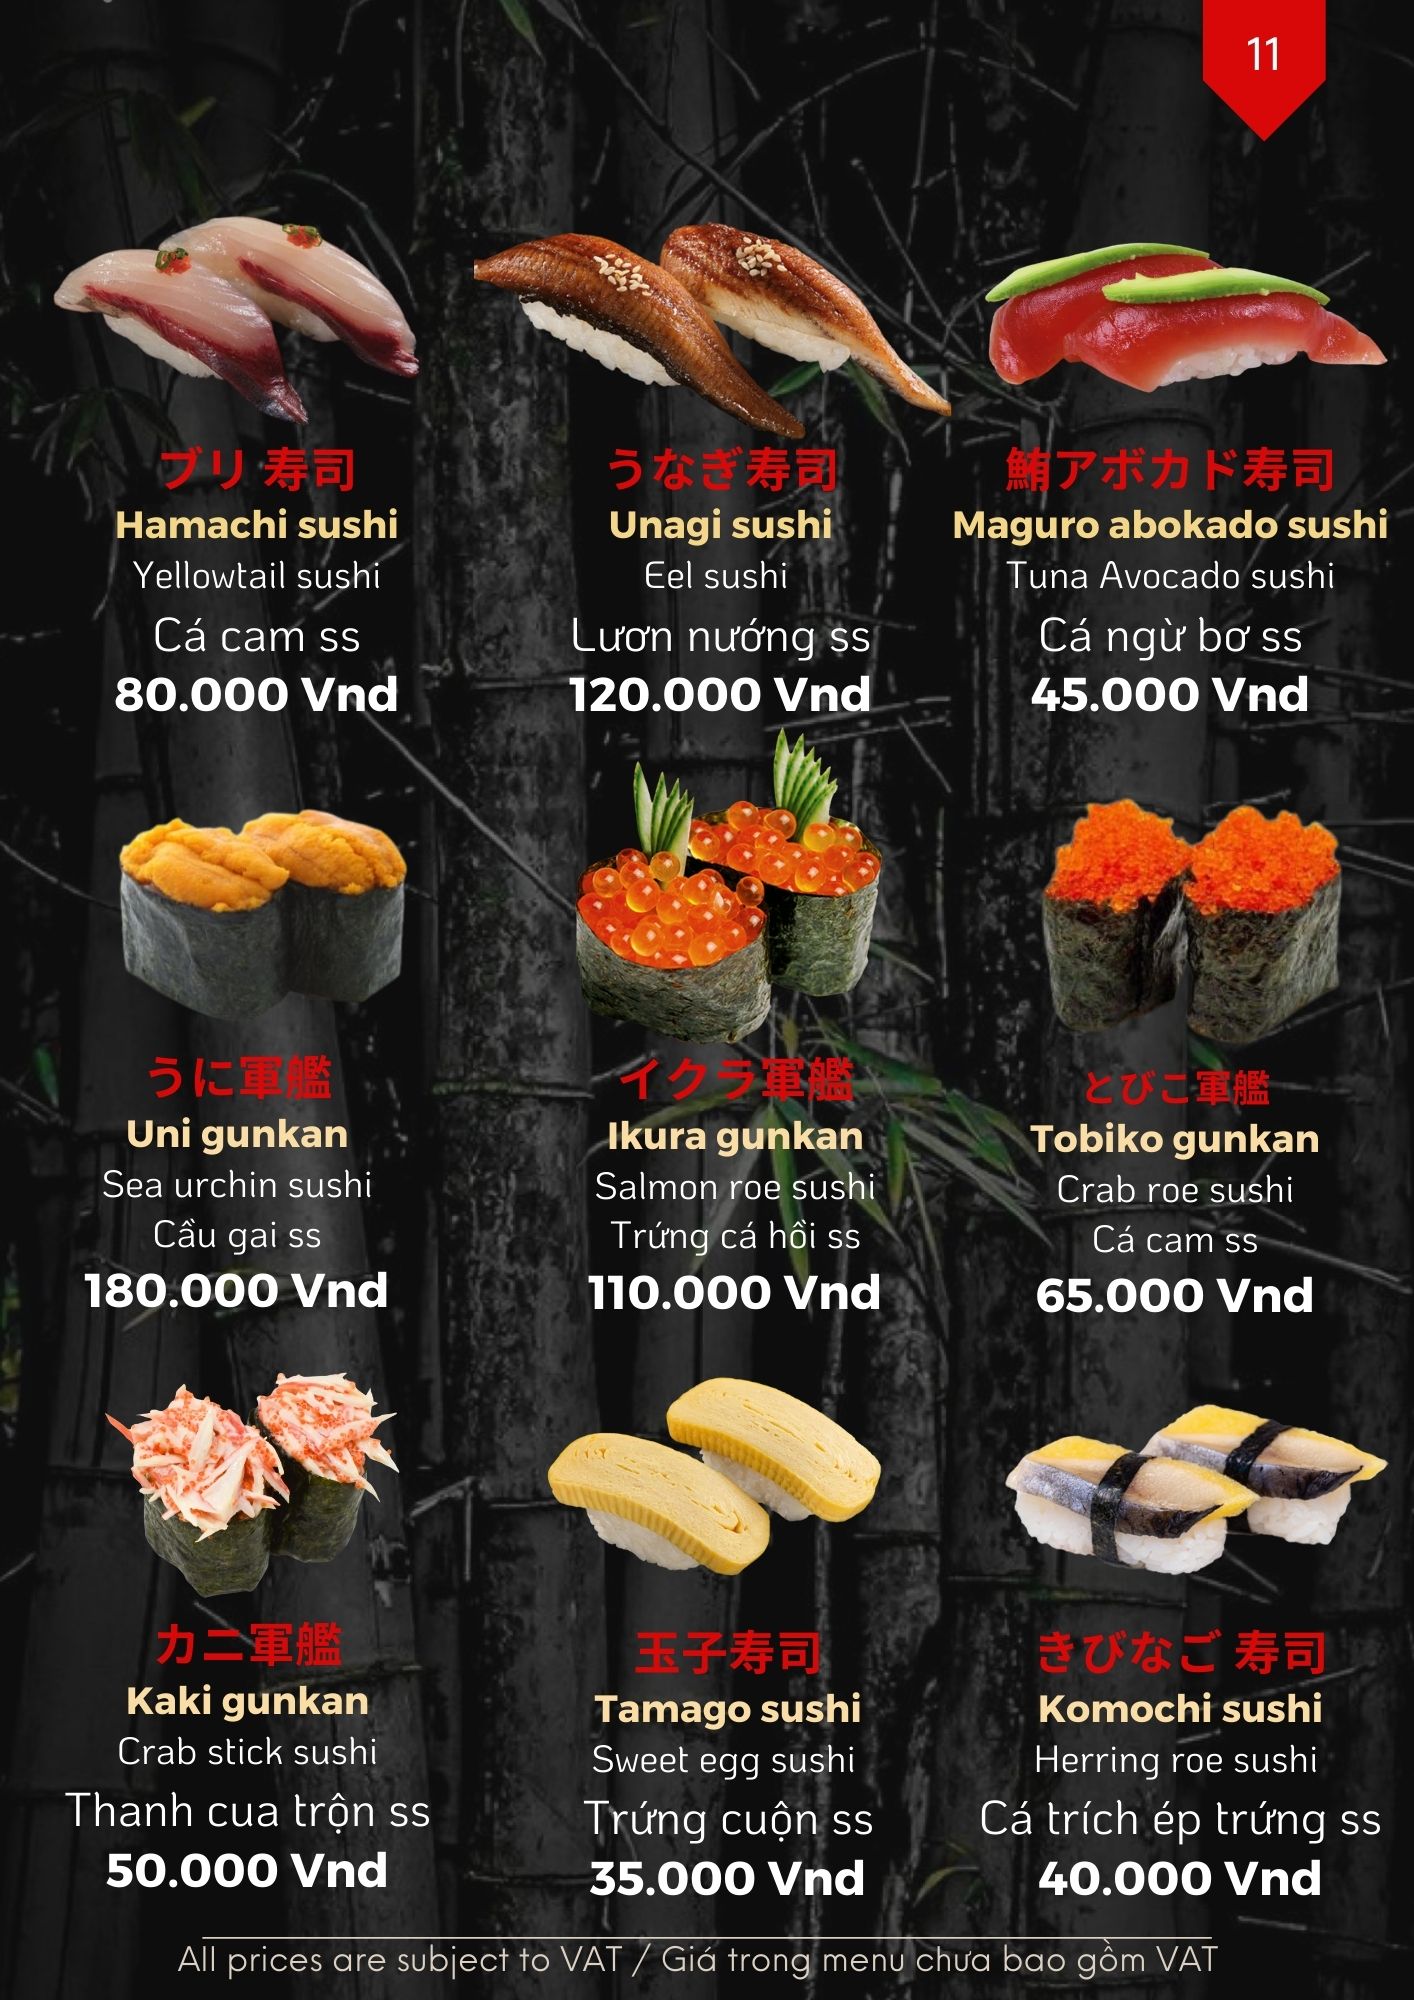 11
ブリ 寿司
Hamachi sushi
Yellowtail sushi
Cá cam ss
80.000 Vnd
うなぎ寿司
Unagi sushi
Eel sushi
Lươn nướng ss
120.000 Vnd
鮪アボカド寿司
Maguro abokado sushi
Tuna Avocado sushi
Cá ngừ bơ ss
45.000 Vnd
うに軍艦
Uni gunkan
Sea urchin sushi
Cầu gai ss
180.000 Vnd
イクラ軍艦
Ikura gunkan
Salmon roe sushi
Trứng cá hồi ss
110.000 Vnd
とびこ軍艦
Tobiko gunkan
Crab roe sushi
Cá cam ss
65.000 Vnd
カニ軍艦
Kaki gunkan
Crab stick sushi
Thanh cua trộn ss
50.000 Vnd
玉子寿司
Tamago sushi
Sweet egg sushi
Trứng cuộn ss
35.000 Vnd
きびなご 寿司
Komochi sushi
Herring roe sushi
Cá trích ép trứng ss
40.000 Vnd
All prices are subject to VAT / Giá trong menu chưa bao gồm VAT